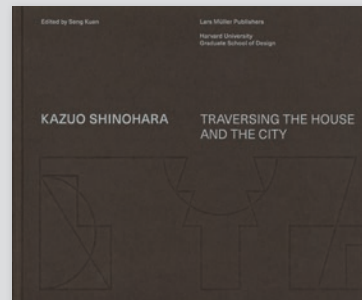 Edited by Seng Kuan
Lars Müller Publishers
Harvard University
Graduate School of Design
KAZUO SHINOHARA
TRAVERSING THE HOUSE
AND THE CITY